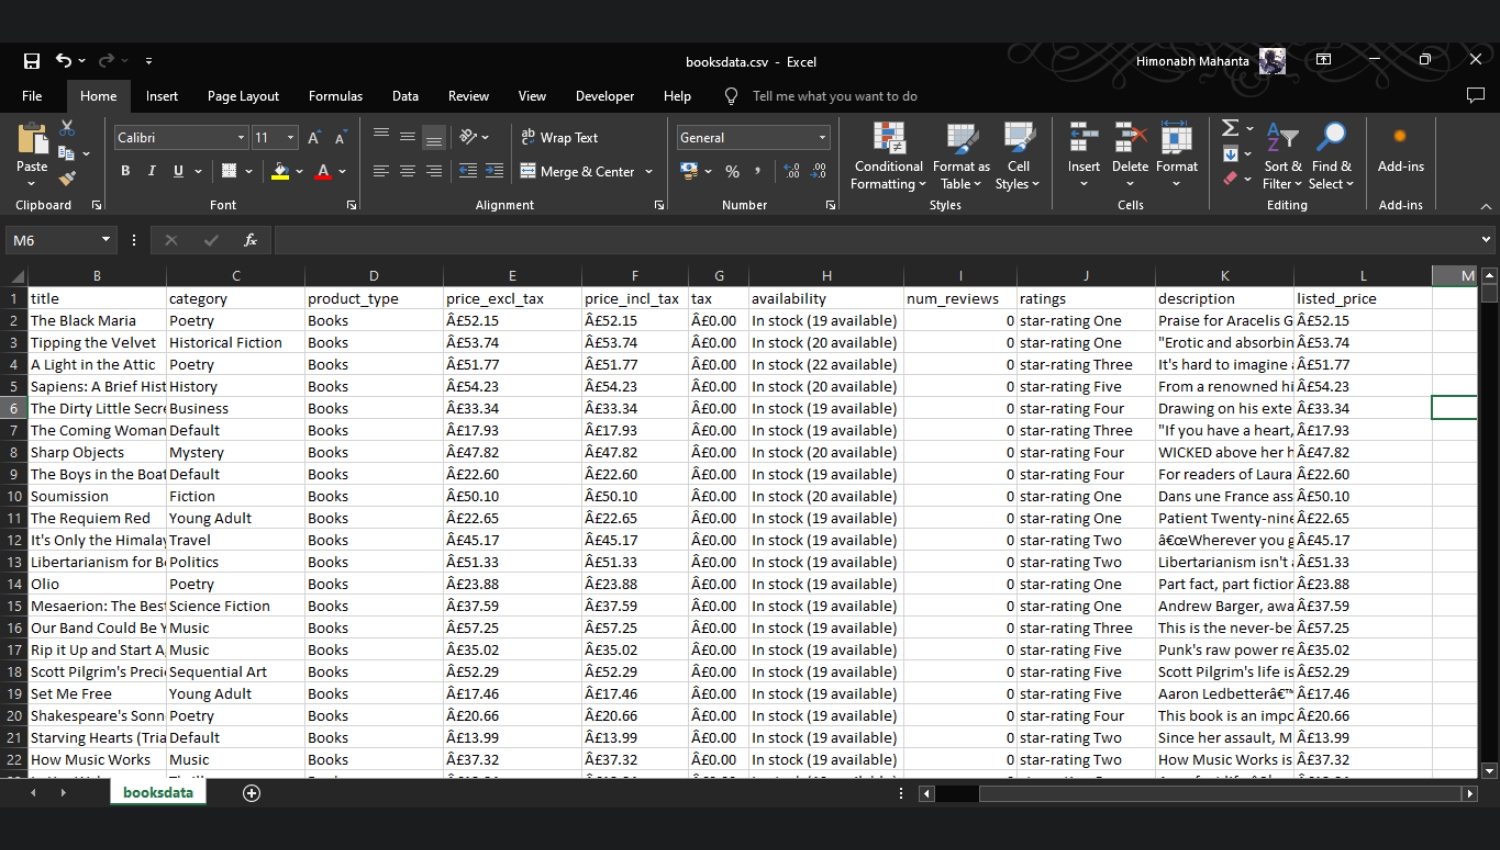 booksdata.csv - Excel
Himonabh Mahanta
File Home Insert Page Layout Formulas Data Review View Developer Help Tell me what you want to do
Paste
Clipboard
Calibri 11
B I U
Font
Wrap Text
Merge & Center
Alignment
General
Number
Conditional Formatting
Format as Table
Cell Styles
Styles
Insert Delete Format
Cells
Sort & Filter
Find & Select
Editing
Add-ins
Add-ins
M6
fx
B C D E F G H I J K L M
1 title category product_type price_excl_tax price_incl_tax tax availability num_reviews ratings description listed_price
2 The Black Maria Poetry Books Â£52.15 Â£52.15 Â£0.00 In stock (19 available) 0 star-rating One Praise for Aracelis G Â£52.15
3 Tipping the Velvet Historical Fiction Books Â£53.74 Â£53.74 Â£0.00 In stock (20 available) 0 star-rating One "Erotic and absorbin Â£53.74
4 A Light in the Attic Poetry Books Â£51.77 Â£51.77 Â£0.00 In stock (22 available) 0 star-rating Three It's hard to imagine Â£51.77
5 Sapiens: A Brief Hist History Books Â£54.23 Â£54.23 Â£0.00 In stock (20 available) 0 star-rating Five From a renowned hi Â£54.23
6 The Dirty Little Secre Business Books Â£33.34 Â£33.34 Â£0.00 In stock (19 available) 0 star-rating Four Drawing on his exte Â£33.34
7 The Coming Woman Default Books Â£17.93 Â£17.93 Â£0.00 In stock (19 available) 0 star-rating Three "If you have a heart, Â£17.93
8 Sharp Objects Mystery Books Â£47.82 Â£47.82 Â£0.00 In stock (20 available) 0 star-rating Four WICKED above her h Â£47.82
9 The Boys in the Boat Default Books Â£22.60 Â£22.60 Â£0.00 In stock (19 available) 0 star-rating Four For readers of Laura Â£22.60
10 Soumission Fiction Books Â£50.10 Â£50.10 Â£0.00 In stock (20 available) 0 star-rating One Dans une France ass Â£50.10
11 The Requiem Red Young Adult Books Â£22.65 Â£22.65 Â£0.00 In stock (19 available) 0 star-rating One Patient Twenty-nine Â£22.65
12 It's Only the Himalay Travel Books Â£45.17 Â£45.17 Â£0.00 In stock (19 available) 0 star-rating Two â€œWherever you g Â£45.17
13 Libertarianism for Be Politics Books Â£51.33 Â£51.33 Â£0.00 In stock (19 available) 0 star-rating Two Libertarianism isn't Â£51.33
14 Olio Poetry Books Â£23.88 Â£23.88 Â£0.00 In stock (19 available) 0 star-rating One Part fact, part fiction Â£23.88
15 Mesaerion: The Best Science Fiction Books Â£37.59 Â£37.59 Â£0.00 In stock (19 available) 0 star-rating One Andrew Barger, awa Â£37.59
16 Our Band Could Be Y Music Books Â£57.25 Â£57.25 Â£0.00 In stock (19 available) 0 star-rating Three This is the never-be Â£57.25
17 Rip it Up and Start A Music Books Â£35.02 Â£35.02 Â£0.00 In stock (19 available) 0 star-rating Five Punk's raw power re Â£35.02
18 Scott Pilgrim's Preci Sequential Art Books Â£52.29 Â£52.29 Â£0.00 In stock (19 available) 0 star-rating Five Scott Pilgrim's life is Â£52.29
19 Set Me Free Young Adult Books Â£17.46 Â£17.46 Â£0.00 In stock (19 available) 0 star-rating Five Aaron Ledbetterâ€™ Â£17.46
20 Shakespeare's Sonn Poetry Books Â£20.66 Â£20.66 Â£0.00 In stock (19 available) 0 star-rating Four This book is an impo Â£20.66
21 Starving Hearts (Tria Default Books Â£13.99 Â£13.99 Â£0.00 In stock (19 available) 0 star-rating Two Since her assault, M Â£13.99
22 How Music Works Music Books Â£37.32 Â£37.32 Â£0.00 In stock (19 available) 0 star-rating Two How Music Works is Â£37.32
booksdata